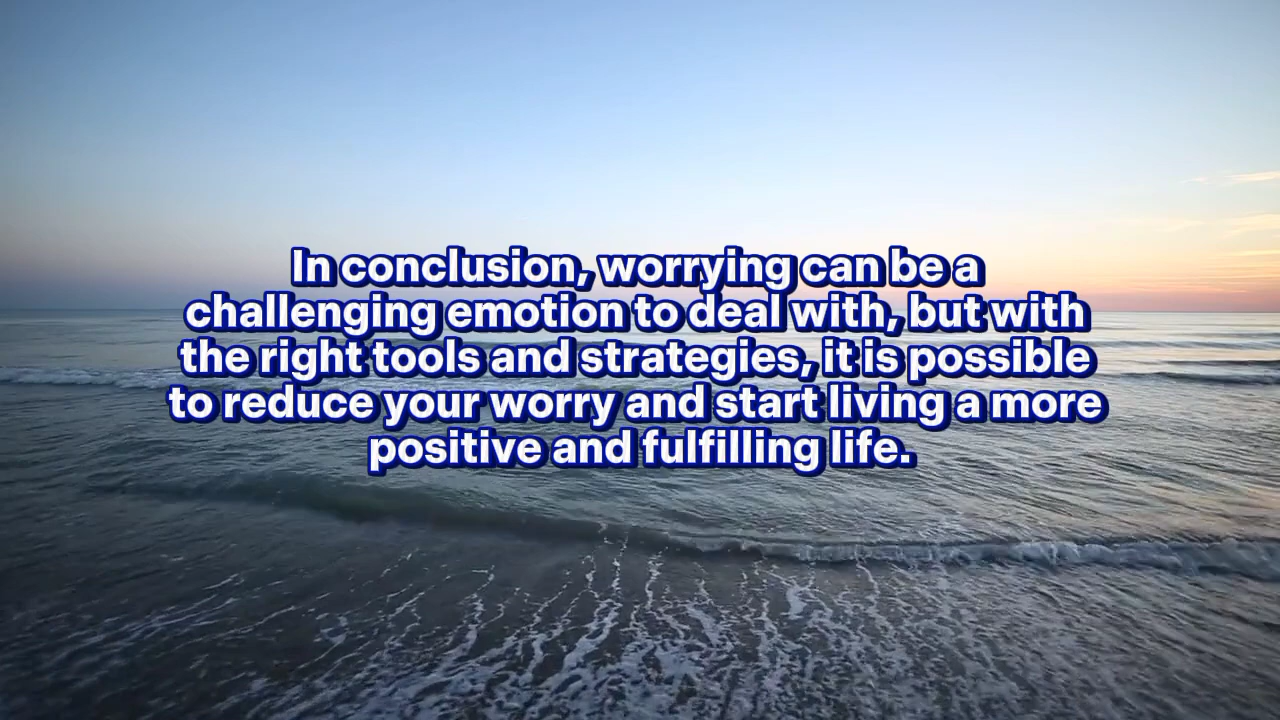 In conclusion, worrying can be a
challenging emotion to deal with, but with
the right tools and strategies, it is possible
to reduce your worry and start living a more
positive and fulfilling life.